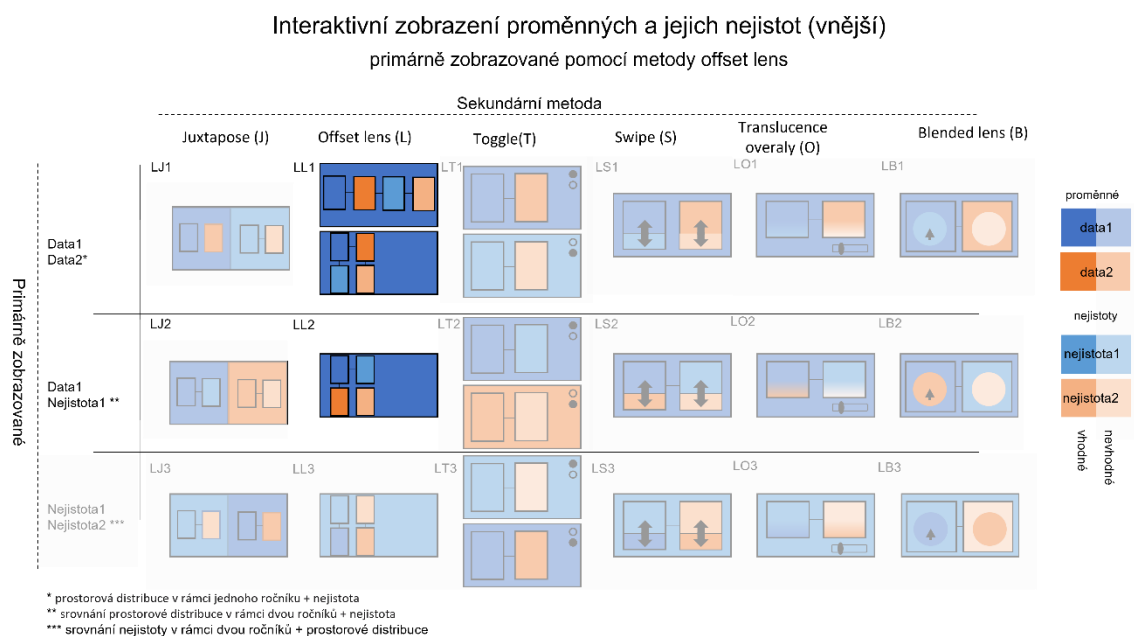 Interaktivní zobrazení proměnných a jejich nejistot (vnější)
primárně zobrazované pomocí metody offset lens
Sekundární metoda
Juxtapose (J)
Offset lens (L)
Toggle(T)
Swipe (S)
Translucence
overaly (O)
Blended lens (B)
Primárně zobrazované
Data1
Data2*
LJ1
LL1
LT1
LS1
LO1
LB1
Data1
Nejistota1 **
LJ2
LL2
LT2
LS2
LO2
LB2
Nejistota1
Nejistota2 ***
LJ3
LL3
LT3
LS3
LO3
LB3
proměnné
data1
data2
nejistoty
nejistota1
nejistota2
vhodné
nevhodné
* prostorová distribuce v rámci jednoho ročníku + nejistota
** srovnání prostorové distribuce v rámci dvou ročníků + nejistota
*** srovnání nejistoty v rámci dvou ročníků + prostorové distribuce